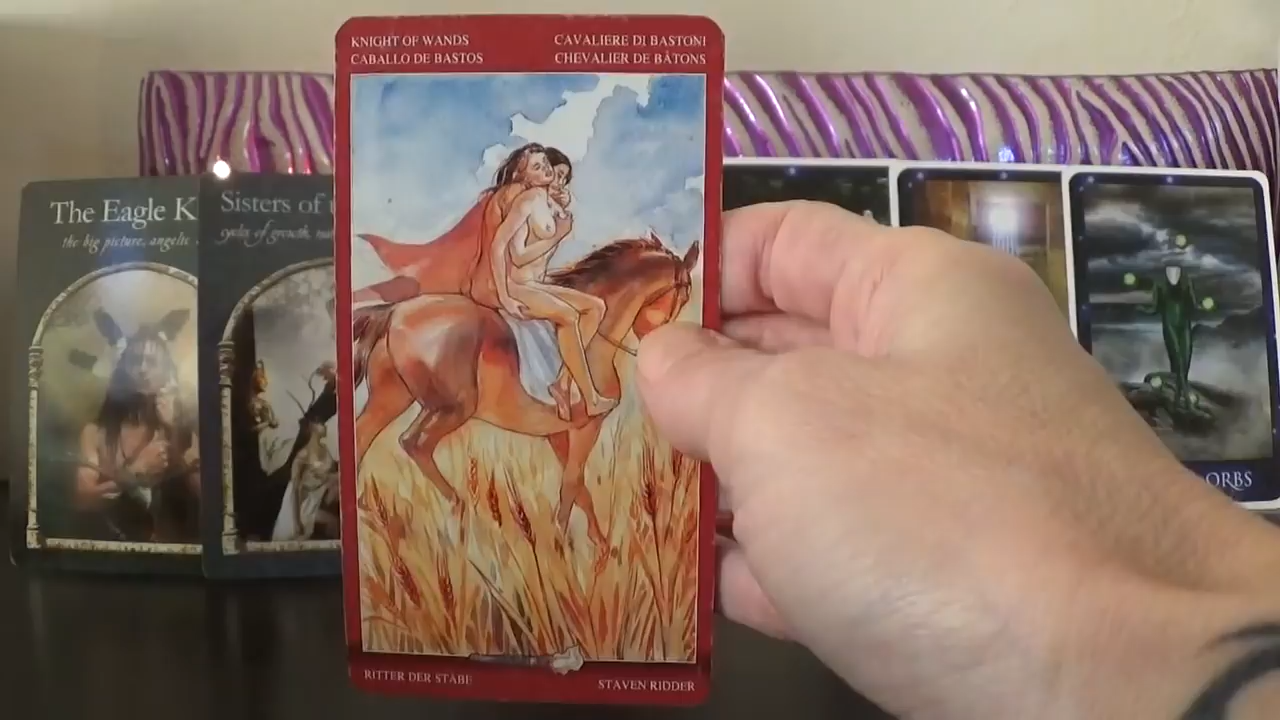 KNIGHT OF WANDS
CAVALIERE DI BASTONI
CABALLO DE BASTOS
CHEVALIER DE BÂTONS
The Eagle K
the big picture, angelic
Sisters of
cycles of growth,
ORBS
RITTER DER STÄBE
STAVEN RIDDER